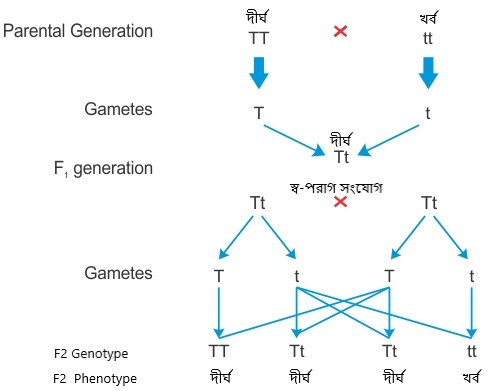 দীর্ঘ খর্ব
Parental Generation TT × tt
Gametes T t
দীর্ঘ
F₁ generation Tt
স্ব-পরাগ সংযোগ
Tt × Tt
Gametes T t T t
F2 Genotype TT Tt Tt tt
F2 Phenotype দীর্ঘ দীর্ঘ দীর্ঘ খর্ব